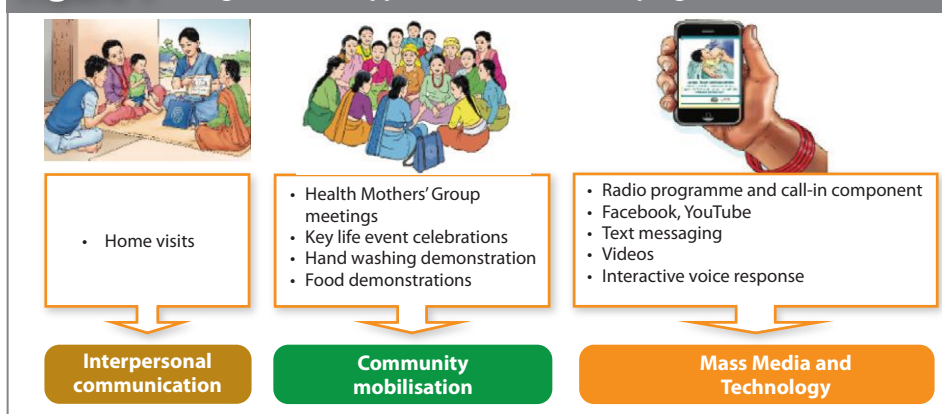 • Home visits
• Health Mothers' Group
meetings
• Key life event celebrations
• Hand washing demonstration
• Food demonstrations
• Radio programme and call-in component
• Facebook, YouTube
• Text messaging
• Videos
• Interactive voice response
Interpersonal
communication
Community
mobilisation
Mass Media and
Technology